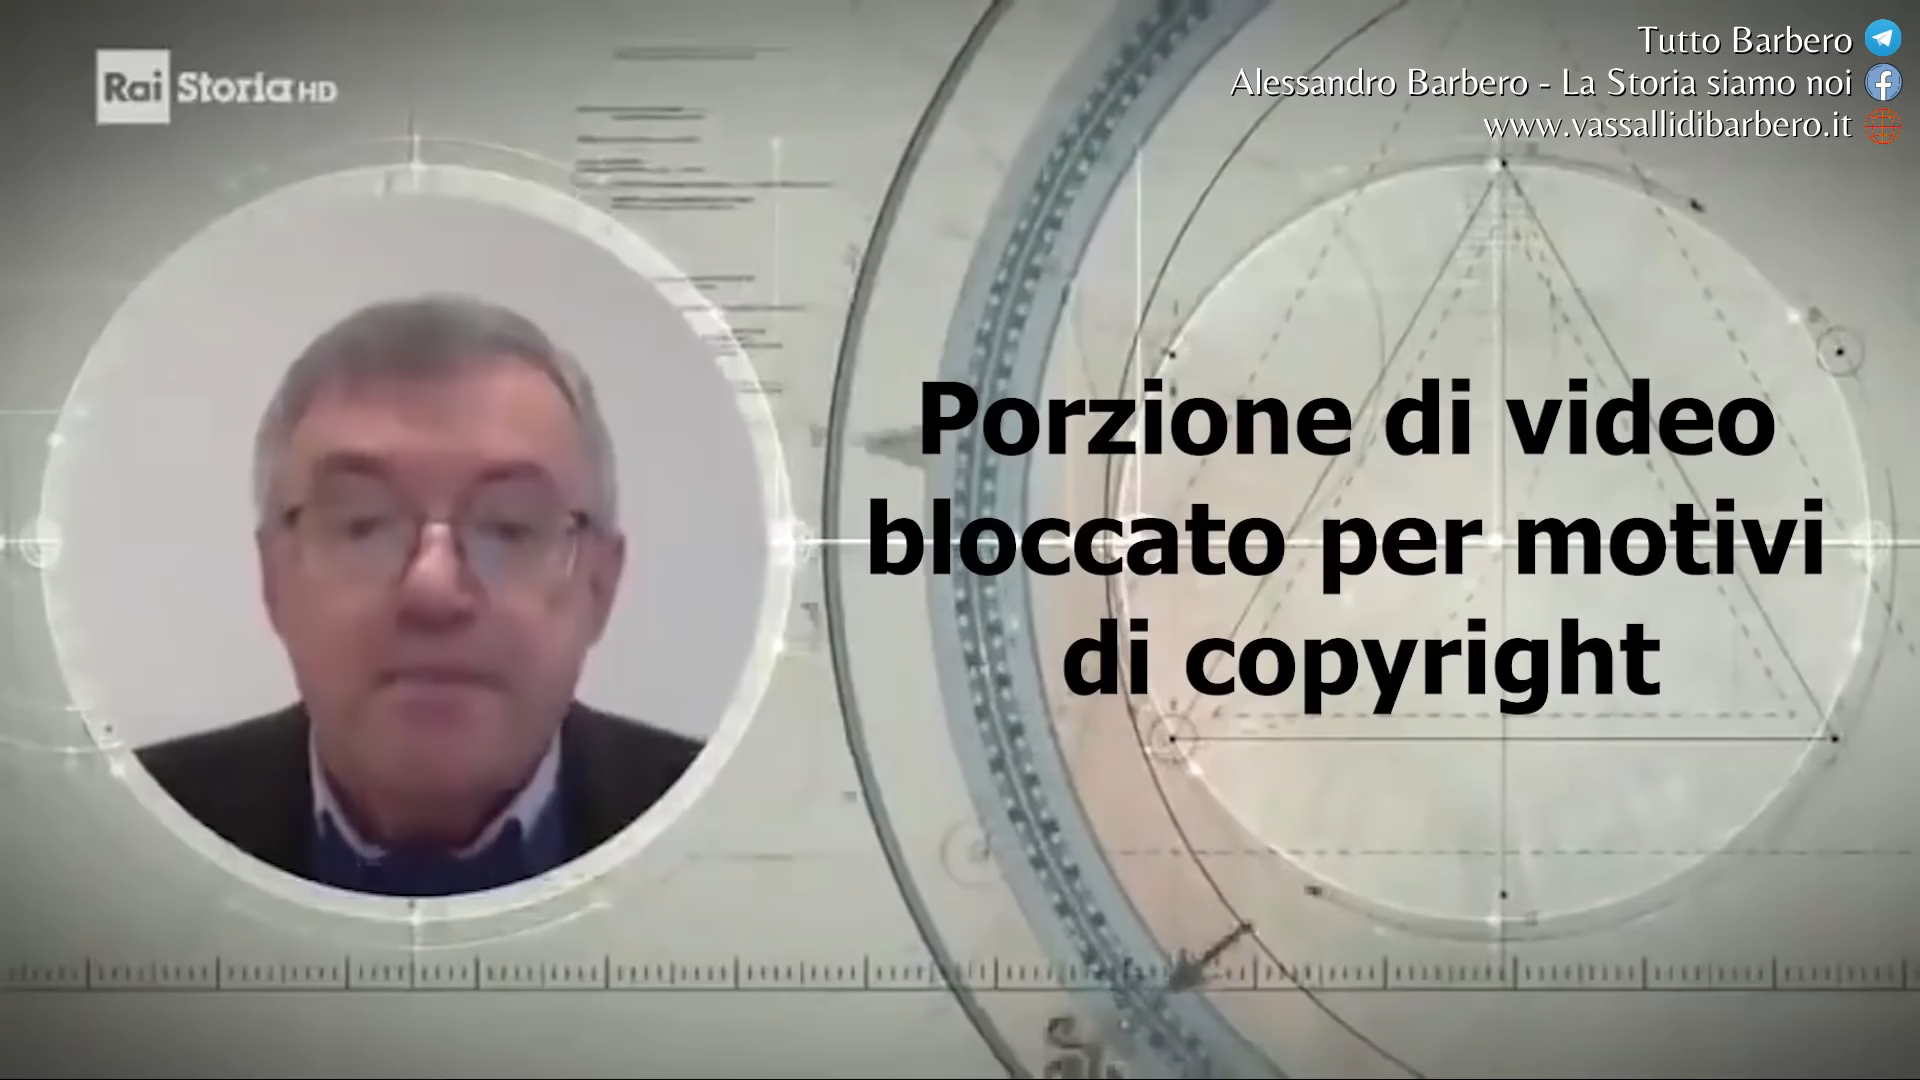 Rai Storia HD
Tutto Barbero
Alessandro Barbero - La Storia siamo noi
www.vassallidibarbero.it
Porzione di video
bloccato per motivi
di copyright